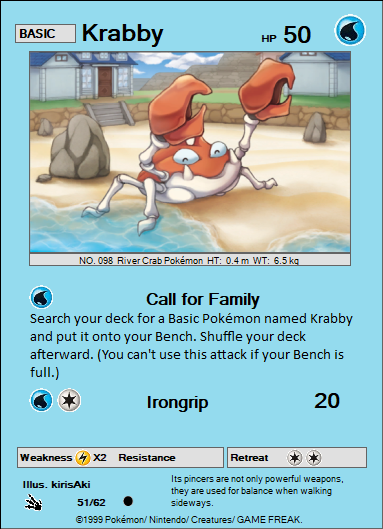 BASIC Krabby HP 50
NO. 098 River Crab Pokémon HT: 0.4 m WT: 6.5 kg
Call for Family
Search your deck for a Basic Pokémon named Krabby
and put it onto your Bench. Shuffle your deck
afterward. (You can't use this attack if your Bench is
full.)
Irongrip 20
Weakness X2 Resistance Retreat
Illus. kirisAki
51/62
Its pincers are not only powerful weapons,
they are used for balance when walking
sideways.
©1999 Pokémon/ Nintendo/ Creatures/ GAME FREAK.